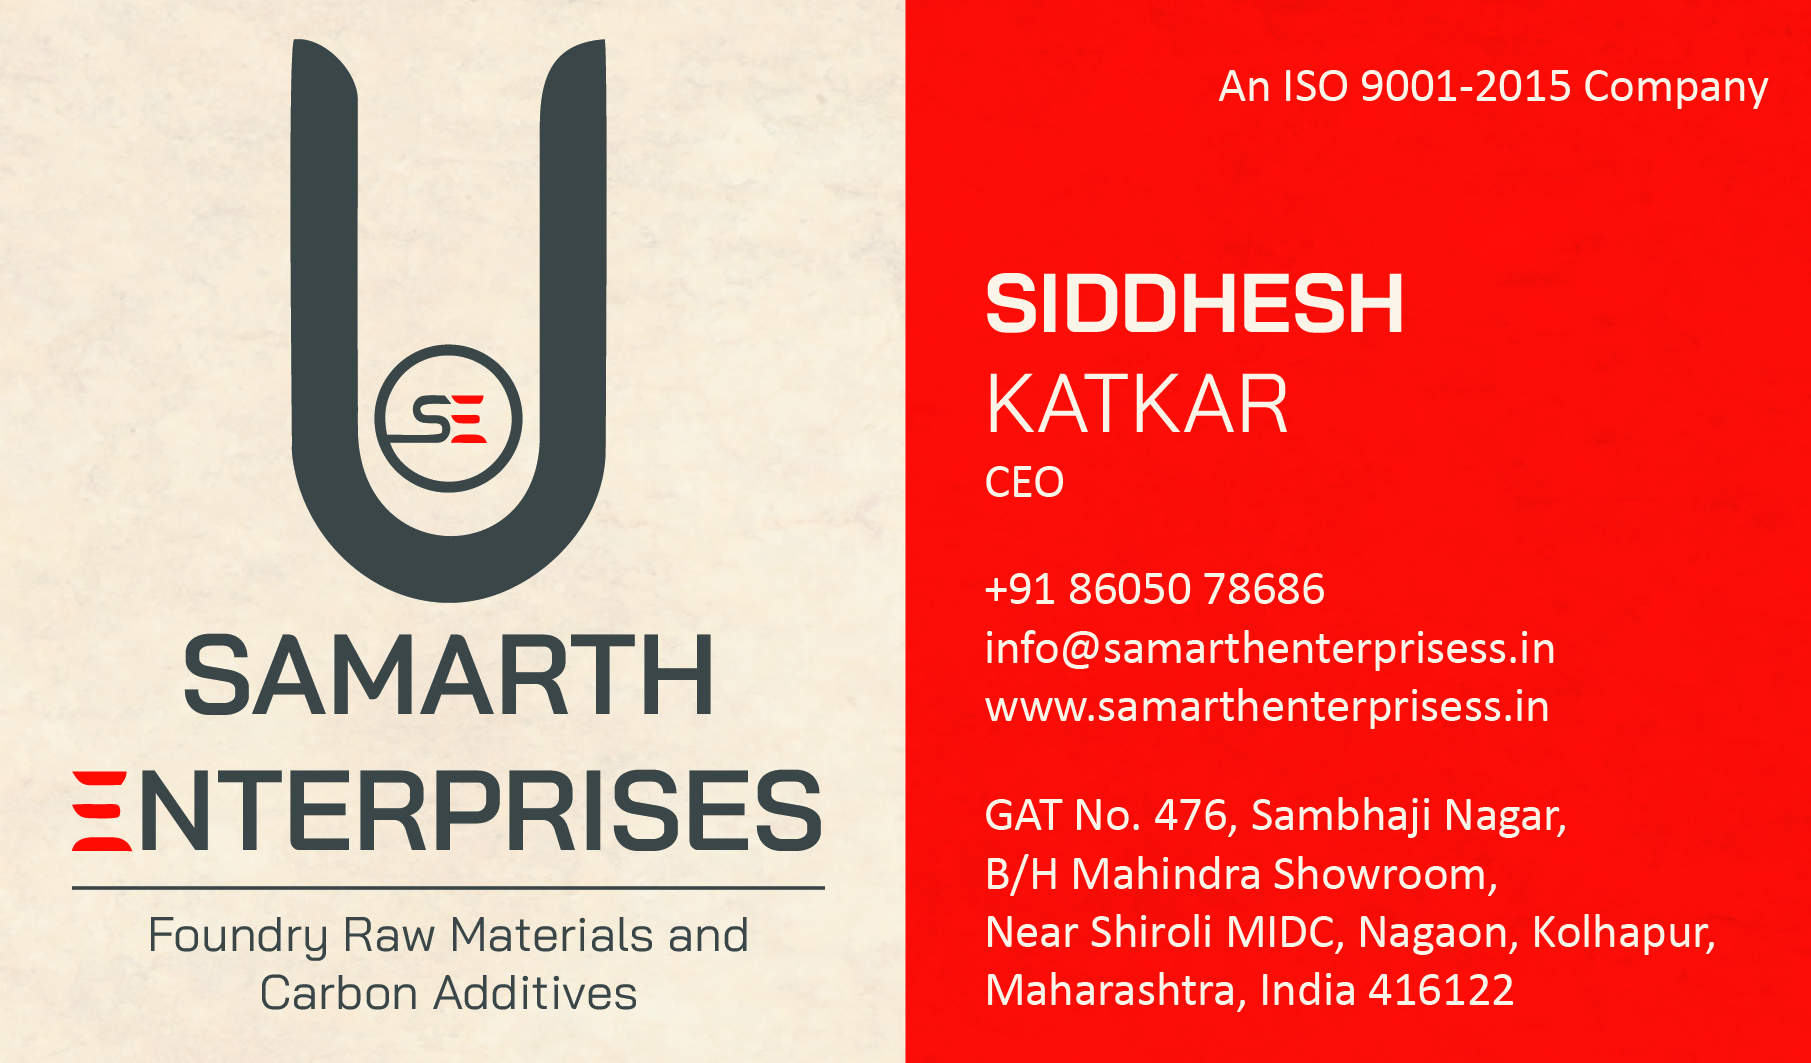 SE
SAMARTH
ENTERPRISES
Foundry Raw Materials and
Carbon Additives
An ISO 9001-2015 Company
SIDDHESH
KATKAR
CEO
+91 86050 78686
info@samarthenterprisess.in
www.samarthenterprisess.in
GAT No. 476, Sambhaji Nagar,
B/H Mahindra Showroom,
Near Shiroli MIDC, Nagaon, Kolhapur,
Maharashtra, India 416122